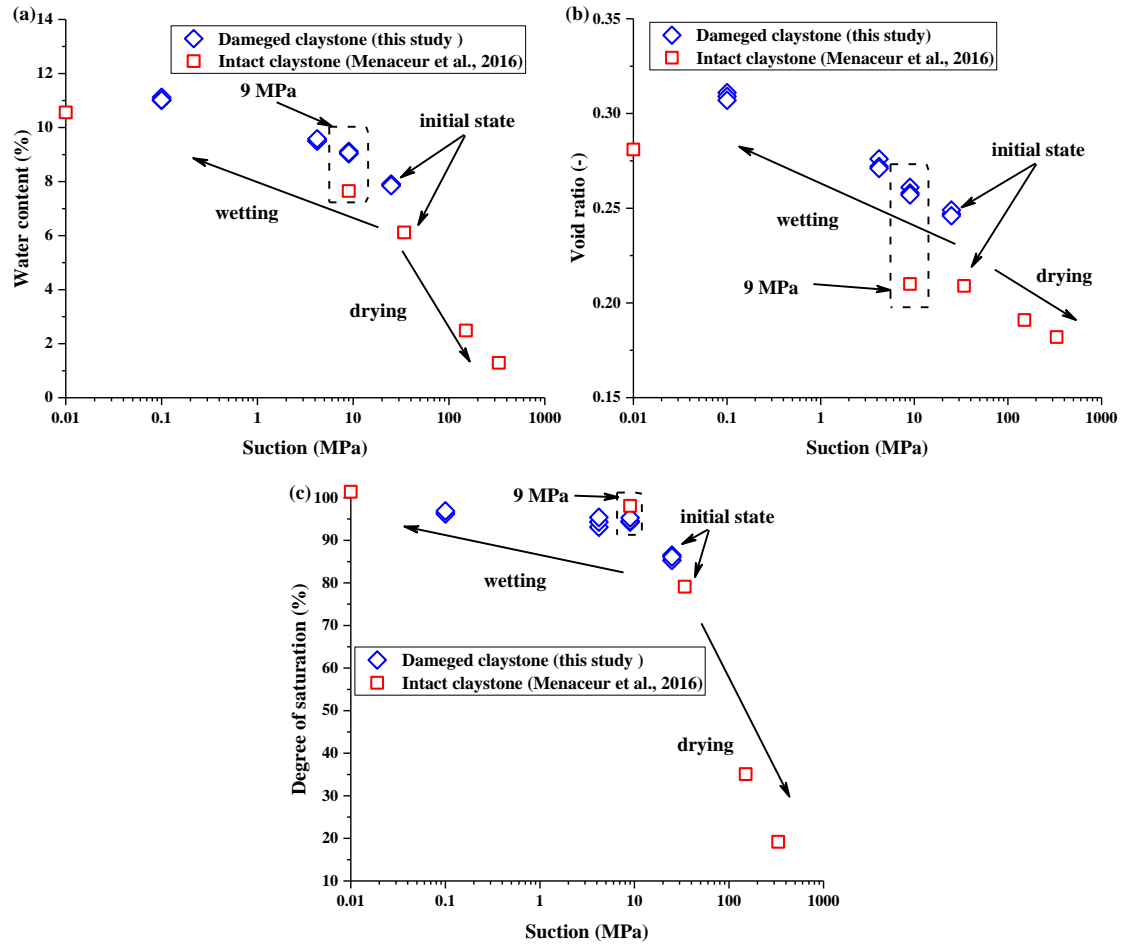 (a)
14
12
10
8
6
4
2
0
Water content (%)
Dameged claystone (this study )
Intact claystone (Menaceur et al., 2016)
9 MPa
initial state
wetting
drying
0.01
0.1
1
10
100
1000
Suction (MPa)
(b)
0.35
0.30
0.25
0.20
0.15
Void ratio (-)
Dameged claystone (this study)
Intact claystone (Menaceur et al., 2016)
initial state
wetting
drying
9 MPa
0.01
0.1
1
10
100
1000
Suction (MPa)
(c)
100
90
80
70
60
50
40
30
20
10
Degree of saturation (%)
9 MPa
initial state
wetting
Dameged claystone (this study )
Intact claystone (Menaceur et al., 2016)
drying
0.01
0.1
1
10
100
1000
Suction (MPa)